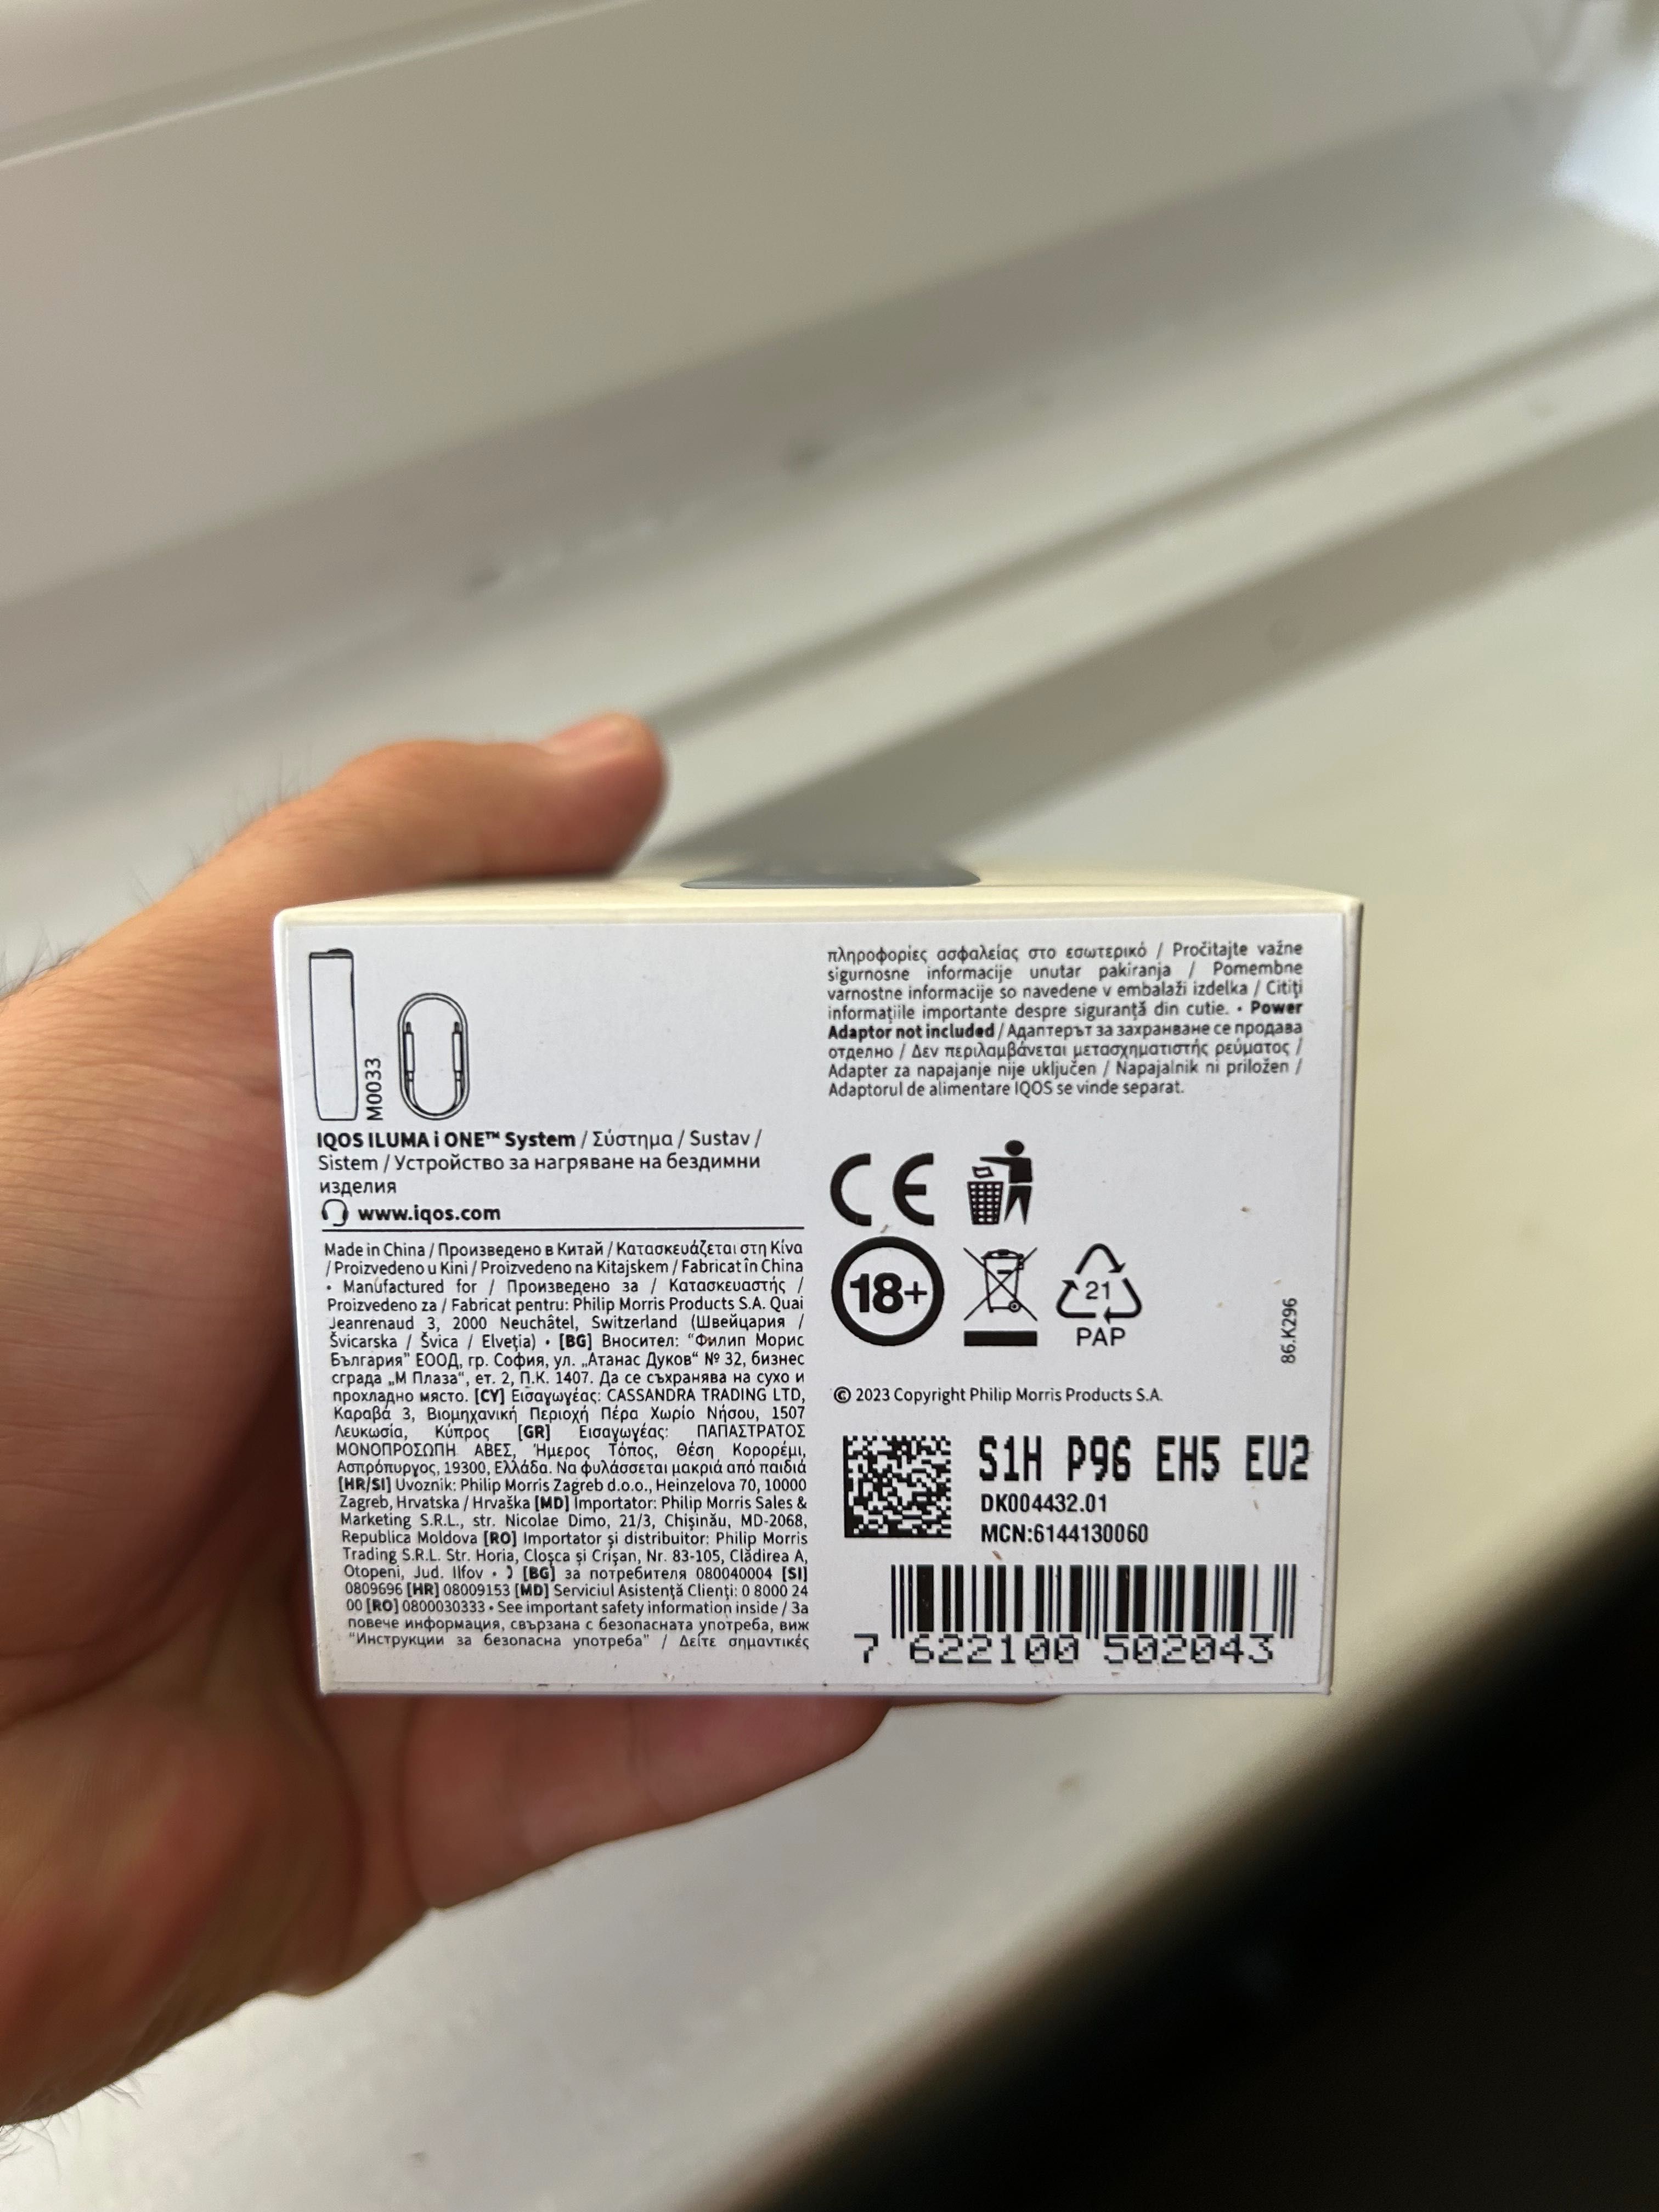 M0033
IQOS ILUMA i ONE™ System / Σύστημα / Sustav /
Sistem / Устройство за нагряване на бездимни
изделия
www.iqos.com
Made in China / Произведено в Китай / Κατασκευάζεται στη Κίνα
/ Proizvedeno u Kini / Proizvedeno na Kitajskem / Fabricat în China
• Manufactured for / Произведено за / Κατασκευαστής /
Proizvedeno za / Fabricat pentru: Philip Morris Products S.A. Quai
Jeanrenaud 3, 2000 Neuchâtel, Switzerland (Швейцария /
Švicarska / Švica / Elveţia) • [BG] Вносител: "Филип Морис
България" ЕООД, гр. София, ул. „Атанас Дуков“ № 32, бизнес
сграда „М Плаза“, ет. 2, П.К. 1407. Да се съхранява на сухо и
прохладно място. [CY] Εισαγωγέας: CASSANDRA TRADING LTD,
Καραβά 3, Βιομηχανική Περιοχή Πέρα Χωρίο Νήσου, 1507
Λευκωσία, Κύπρος [GR] Εισαγωγέας: ΠΑΠΑΣΤΡΑΤΟΣ
ΜΟΝΟΠΡΟΣΩΠΗ ΑΒΕΣ, Ήμερος Τόπος, Θέση Κορορέμι,
Ασπρόπυργος, 19300, Ελλάδα. Να φυλάσσεται μακριά από παιδιά
[HR/SI] Uvoznik: Philip Morris Zagreb d.o.o., Heinzelova 70, 10000
Zagreb, Hrvatska / Hrvaška [MD] Importator: Philip Morris Sales &
Marketing S.R.L., str. Nicolae Dimo, 21/3, Chişinău, MD-2068,
Republica Moldova [RO] Importator și distribuitor: Philip Morris
Trading S.R.L. Str. Horia, Cloşca și Crişan, Nr. 83-105, Clădirea A,
Otopeni, Jud. Ilfov • [BG] за потребителя 080040004 [SI]
0809696 [HR] 08009153 [MD] Serviciul Asistenţă Clienţi: 0 8000 24
00 [RO] 0800030333 • See important safety information inside / За
повече информация, свързана с безопасната употреба, виж
"Инструкции за безопасна употреба" / Δείτε σημαντικές
πληροφορίες ασφαλείας στο εσωτερικό / Pročitajte važne
sigurnosne informacije unutar pakiranja / Pomembne
varnostne informacije so navedene v embalaži izdelka / Citiți
informațiile importante despre siguranță din cutie. • Power
Adaptor not included / Адаптерът за захранване се продава
отделно / Δεν περιλαμβάνεται μετασχηματιστής ρεύματος /
Adapter za napajanje nije uključen / Napajalnik ni priložen /
Adaptorul de alimentare IQOS se vinde separat.
CE
18+
21
PAP
86.K296
© 2023 Copyright Philip Morris Products S.A.
S1H P96 EH5 EU2
DK004432.01
MCN:6144130060
7 622100 502043